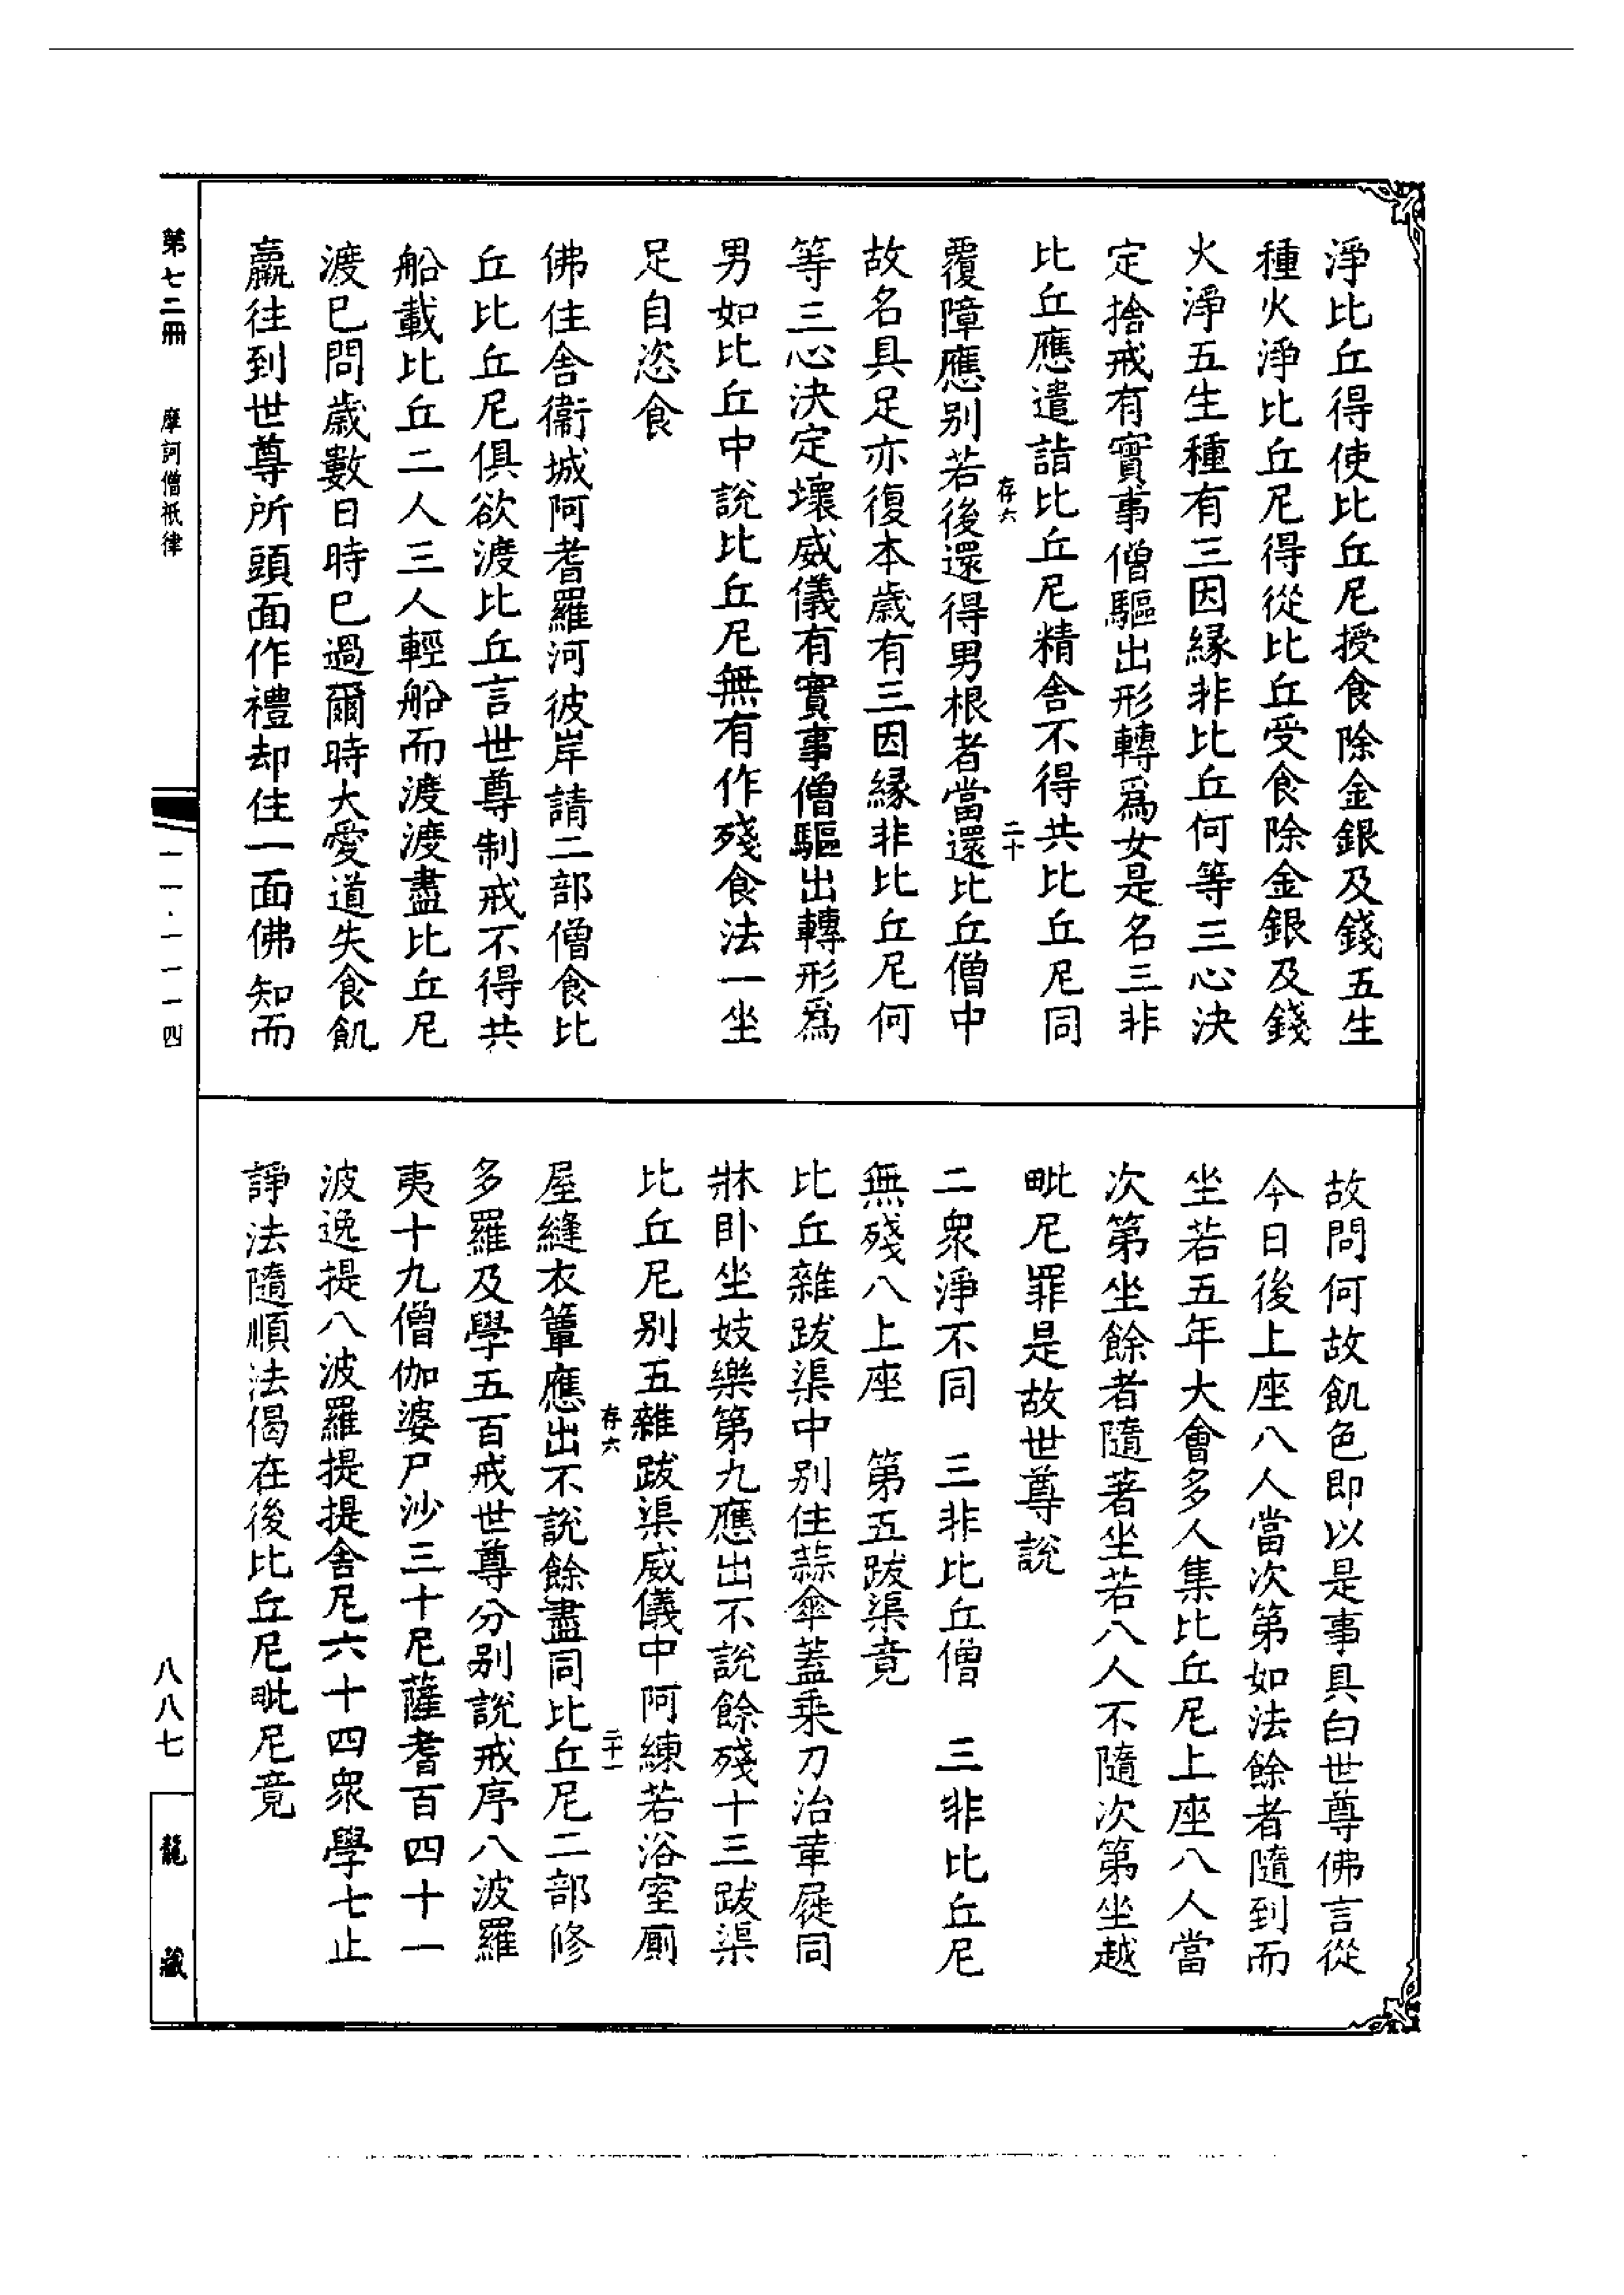 淨比丘得使比丘尼授食除金銀及錢五生
種火淨比丘尼得從比丘受食除金銀及錢
火淨五生種有三因緣非比丘何等三心決
定捨戒有實事僧驅出形轉爲女是名三非
比丘應遣詣比丘尼精舍不得共比丘尼同
存六
二十
覆障應別若後還得男根者當還比丘僧中
故名具足亦復本歲有三因緣非比丘尼何
等三心決定壞威儀有實事僧驅出轉形爲
男如比丘中說比丘尼無有作殘食法一坐
足自恣食
佛住舍衞城阿耆羅河彼岸請二部僧食比
丘比丘尼俱欲渡比丘言世尊制戒不得共
船載比丘二人三人輕船而渡渡盡比丘尼
渡已問歲數日時已過爾時大愛道失食飢
羸往到世尊所頭面作禮却住一面佛知而
故問何故飢色即以是事具白世尊佛言從
今日後上座八人當次第如法餘者隨到而
坐若五年大會多人集比丘尼上座八人當
次第坐餘者隨著坐若八人不隨次第坐越
毗尼罪是故世尊說
二眾淨不同　三非比丘僧　三非比丘尼
無殘八上座　第五跋渠竟
比丘雜跋渠中別住蒜傘蓋乘刀治革屣同
牀卧坐妓樂第九應出不說餘殘十三跋渠
比丘尼別五雜跋渠威儀中阿練若浴室廁
存六
二十一
屋縫衣簟應出不說餘盡同比丘尼二部修
多羅及學五百戒世尊分別說戒序八波羅
夷十九僧伽婆尸沙三十尼薩耆百四十一
波逸提八波羅提提舍尼六十四眾學七止
諍法隨順法偈在後比丘尼毗尼竟
第七二冊　摩訶僧祇律
一一一·一一一四
八八七
龍藏